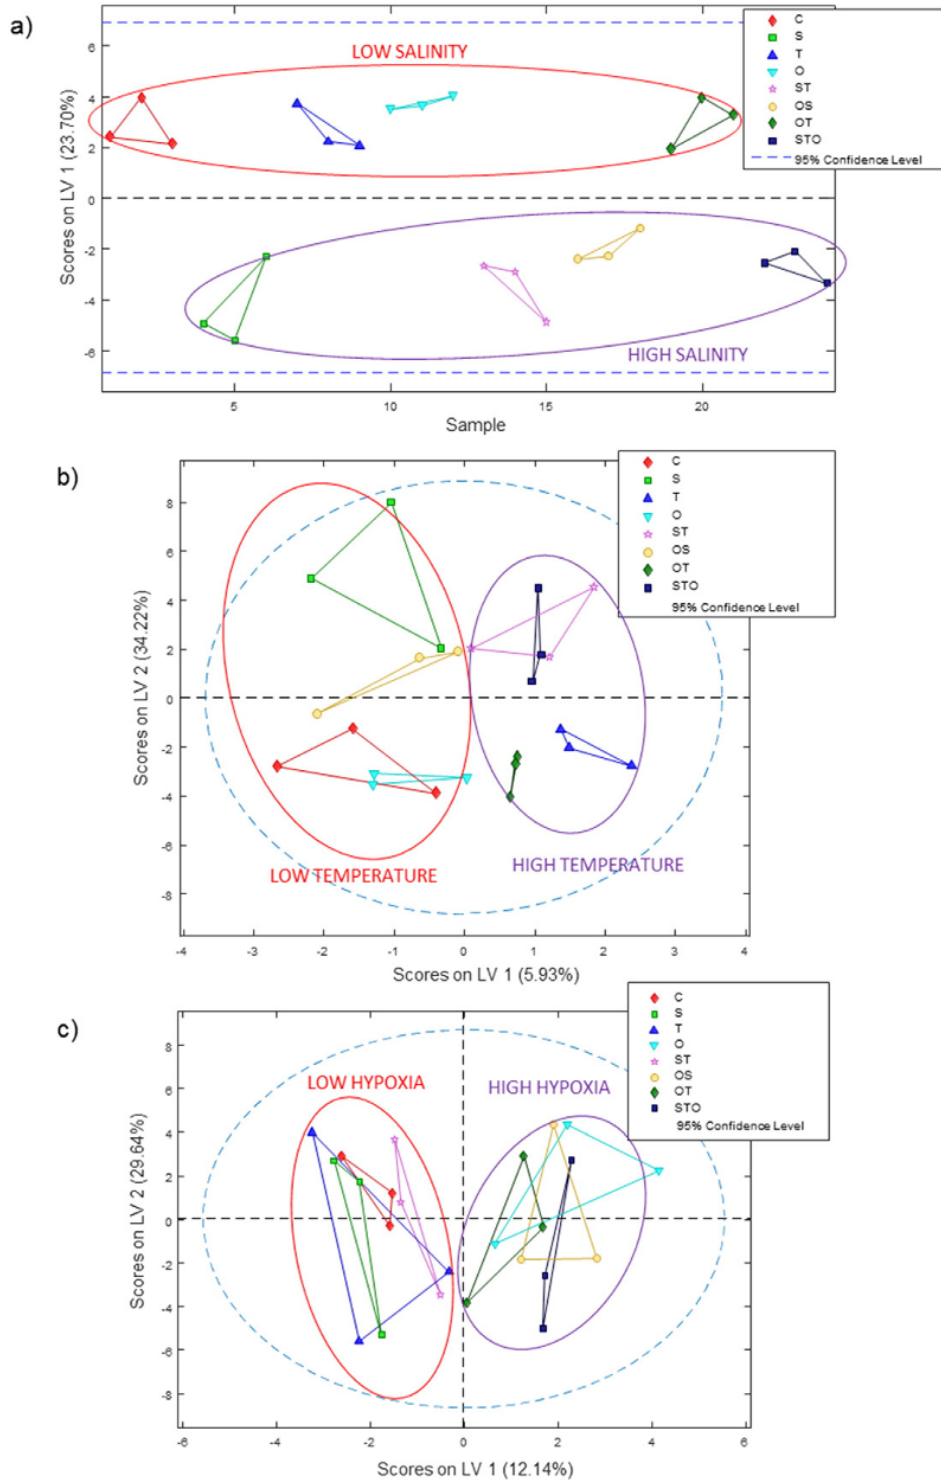 a)
LOW SALINITY
HIGH SALINITY
Scores on LV 1 (23.70%)
6
4
2
0
-2
-4
-6
5
10
15
20
Sample
C
S
T
O
ST
OS
OT
STO
95% Confidence Level
b)
LOW TEMPERATURE
HIGH TEMPERATURE
Scores on LV 2 (34.22%)
8
6
4
2
0
-2
-4
-6
-8
-4
-3
-2
-1
0
1
2
3
4
Scores on LV 1 (5.93%)
C
S
T
O
ST
OS
OT
STO
95% Confidence Level
c)
LOW HYPOXIA
HIGH HYPOXIA
Scores on LV 2 (29.64%)
8
6
4
2
0
-2
-4
-6
-8
-6
-4
-2
0
2
4
6
Scores on LV 1 (12.14%)
C
S
T
O
ST
OS
OT
STO
95% Confidence Level